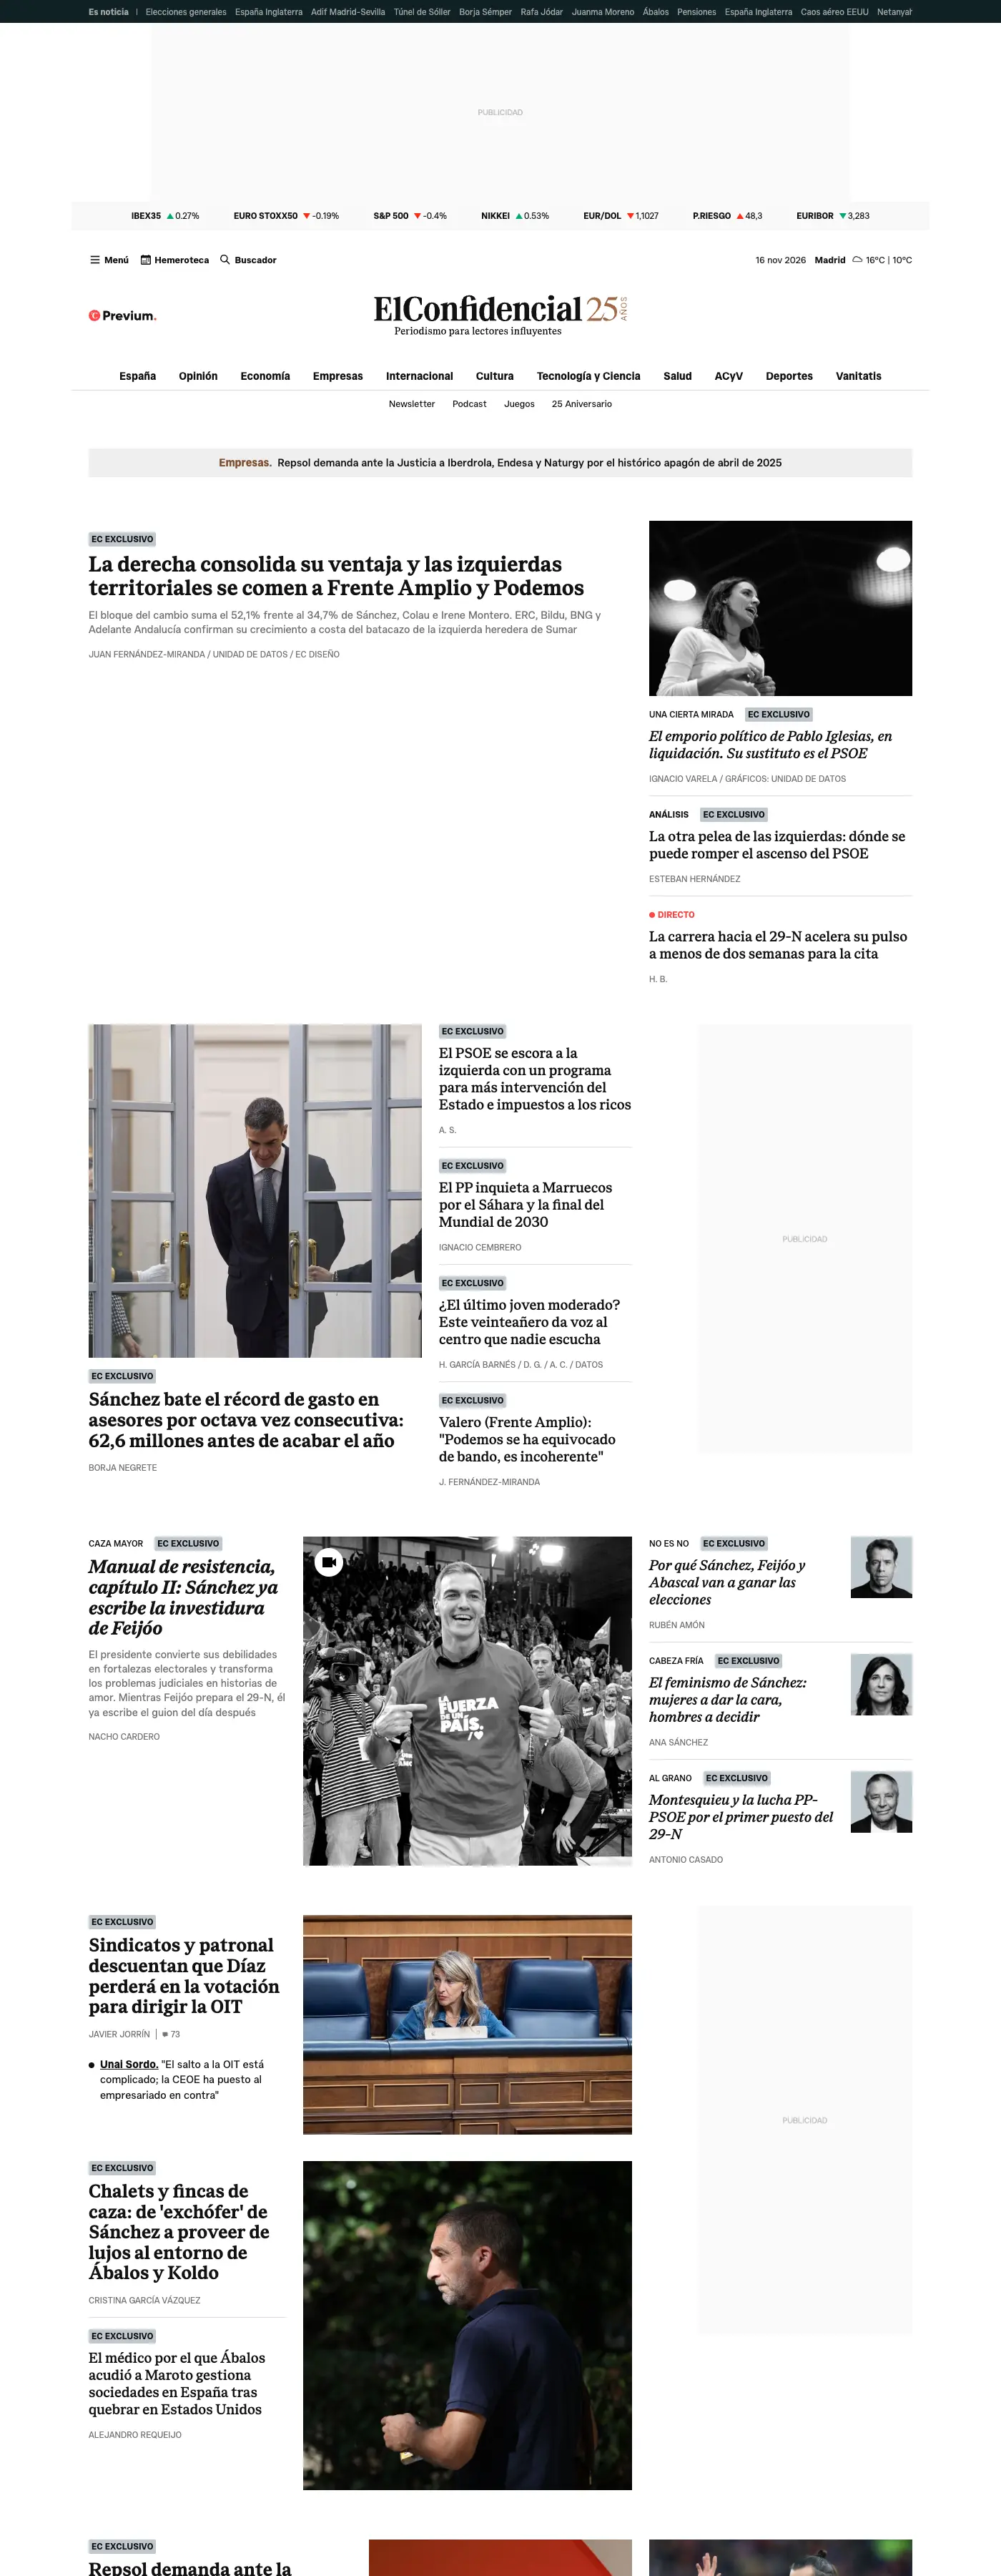 Es noticia | Elecciones generales España Inglaterra Adif Madrid-Sevilla Túnel de Sóller Borja Sémper Rafa Jódar Juanma Moreno Ábalos Pensiones España Inglaterra Caos aéreo EEUU
PUBLICIDAD
IBEX35 0.27% EURO STOXX50 -0.19% S&P 500 -0.4% NIKKEI 0.53% EUR/DOL 1,1027 P.RIESGO 48,3 EURIBOR 3,283
Menú Hemeroteca Buscador 16 nov 2026 Madrid 16ºC | 10ºC
Previum.
ElConfidencial 25 AÑOS
Periodismo para lectores influyentes
España Opinión Economía Empresas Internacional Cultura Tecnología y Ciencia Salud ACyV Deportes Vanitatis
Newsletter Podcast Juegos 25 Aniversario
Empresas. Repsol demanda ante la Justicia a Iberdrola, Endesa y Naturgy por el histórico apagón de abril de 2025
EC EXCLUSIVO
La derecha consolida su ventaja y las izquierdas
territoriales se comen a Frente Amplio y Podemos
El bloque del cambio suma el 52,1% frente al 34,7% de Sánchez, Colau e Irene Montero. ERC, Bildu, BNG y
Adelante Andalucía confirman su crecimiento a costa del batacazo de la izquierda heredera de Sumar
JUAN FERNÁNDEZ-MIRANDA / UNIDAD DE DATOS / EC DISEÑO
UNA CIERTA MIRADA EC EXCLUSIVO
El emporio político de Pablo Iglesias, en
liquidación. Su sustituto es el PSOE
IGNACIO VARELA / GRÁFICOS: UNIDAD DE DATOS
ANÁLISIS EC EXCLUSIVO
La otra pelea de las izquierdas: dónde se
puede romper el ascenso del PSOE
ESTEBAN HERNÁNDEZ
DIRECTO
La carrera hacia el 29-N acelera su pulso
a menos de dos semanas para la cita
H. B.
EC EXCLUSIVO
Sánchez bate el récord de gasto en
asesores por octava vez consecutiva:
62,6 millones antes de acabar el año
BORJA NEGRETE
EC EXCLUSIVO
El PSOE se escora a la
izquierda con un programa
para más intervención del
Estado e impuestos a los ricos
A. S.
EC EXCLUSIVO
El PP inquieta a Marruecos
por el Sáhara y la final del
Mundial de 2030
IGNACIO CEMBRERO
EC EXCLUSIVO
¿El último joven moderado?
Este veinteañero da voz al
centro que nadie escucha
H. GARCÍA BARNÉS / D. G. / A. C. / DATOS
EC EXCLUSIVO
Valero (Frente Amplio):
"Podemos se ha equivocado
de bando, es incoherente"
J. FERNÁNDEZ-MIRANDA
PUBLICIDAD
CAZA MAYOR EC EXCLUSIVO
Manual de resistencia,
capítulo II: Sánchez ya
escribe la investidura
de Feijóo
El presidente convierte sus debilidades
en fortalezas electorales y transforma
los problemas judiciales en historias de
amor. Mientras Feijóo prepara el 29-N, él
ya escribe el guion del día después
NACHO CARDERO
LA
FUERZA
DE UN
PAÍS.
NO ES NO EC EXCLUSIVO
Por qué Sánchez, Feijóo y
Abascal van a ganar las
elecciones
RUBÉN AMÓN
CABEZA FRÍA EC EXCLUSIVO
El feminismo de Sánchez:
mujeres a dar la cara,
hombres a decidir
ANA SÁNCHEZ
AL GRANO EC EXCLUSIVO
Montesquieu y la lucha PP-
PSOE por el primer puesto del
29-N
ANTONIO CASADO
EC EXCLUSIVO
Sindicatos y patronal
descuentan que Díaz
perderá en la votación
para dirigir la OIT
JAVIER JORRÍN | 73
Unai Sordo. "El salto a la OIT está
complicado; la CEOE ha puesto al
empresariado en contra"
PUBLICIDAD
EC EXCLUSIVO
Chalets y fincas de
caza: de 'exchófer' de
Sánchez a proveer de
lujos al entorno de
Ábalos y Koldo
CRISTINA GARCÍA VÁZQUEZ
EC EXCLUSIVO
El médico por el que Ábalos
acudió a Maroto gestiona
sociedades en España tras
quebrar en Estados Unidos
ALEJANDRO REQUEIJO
EC EXCLUSIVO
Repsol demanda ante la